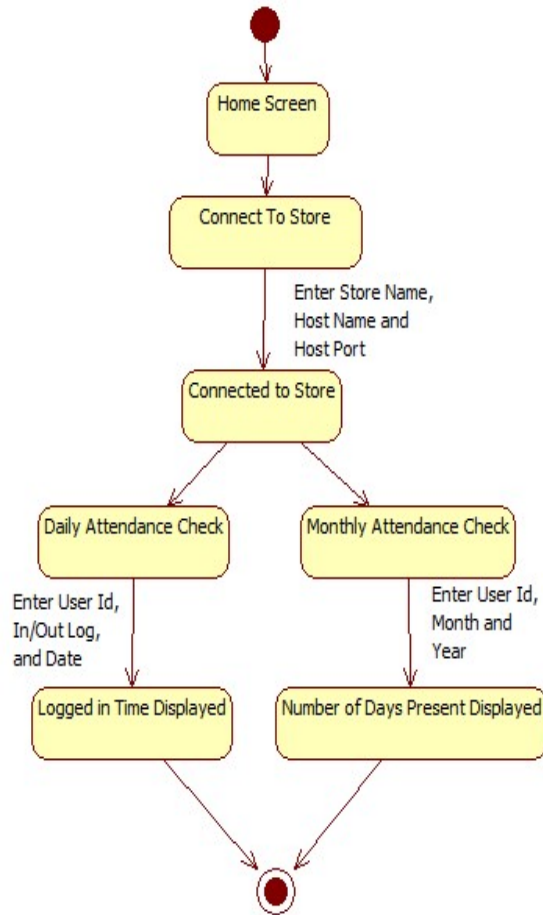 Home Screen
Connect To Store
Enter Store Name,
Host Name and
Host Port
Connected to Store
Daily Attendance Check
Monthly Attendance Check
Enter User Id,
In/Out Log,
and Date
Enter User Id,
Month and
Year
Logged in Time Displayed
Number of Days Present Displayed